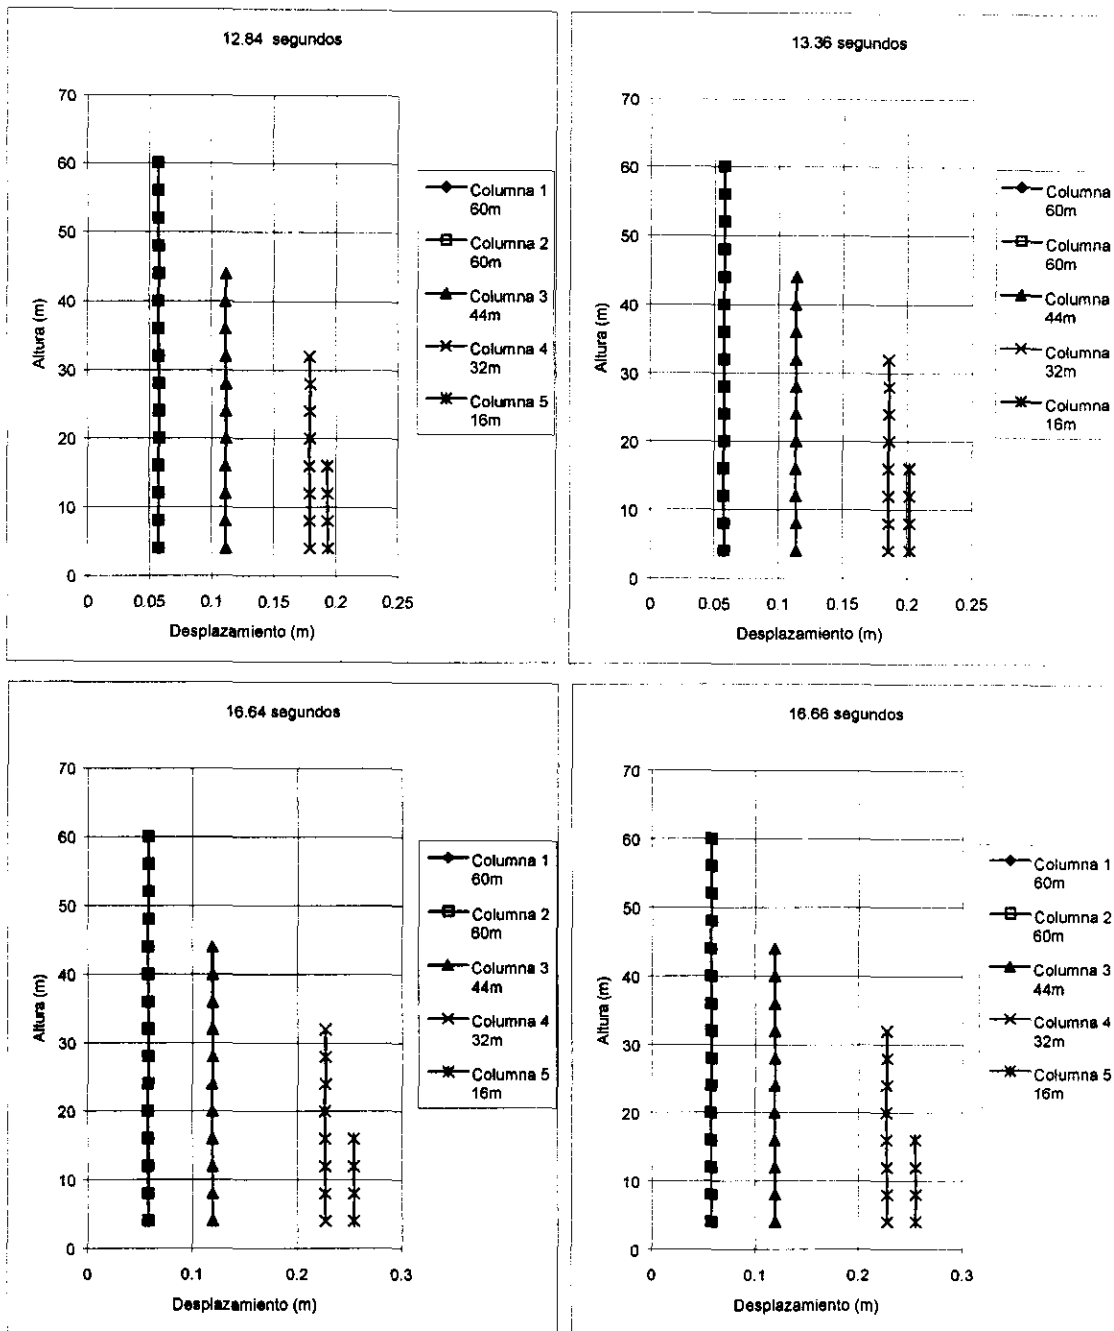 12.84 segundos
70
60
50
40
30
20
10
0
Altura (m)
0
0.05
0.1
0.15
0.2
0.25
Desplazamiento (m)
Columna 1
60m
Columna 2
60m
Columna 3
44m
Columna 4
32m
Columna 5
16m
13.36 segundos
70
60
50
40
30
20
10
0
Altura (m)
0
0.05
0.1
0.15
0.2
0.25
Desplazamiento (m)
Columna
60m
Columna
60m
Columna
44m
Columna
32m
Columna
16m
16.64 segundos
70
60
50
40
30
20
10
0
Altura (m)
0
0.1
0.2
0.3
Desplazamiento (m)
Columna 1
60m
Columna 2
60m
Columna 3
44m
Columna 4
32m
Columna 5
16m
16.66 segundos
70
60
50
40
30
20
10
0
Altura (m)
0
0.1
0.2
0.3
Desplazamiento (m)
Columna 1
60m
Columna 2
60m
Columna 3
44m
Columna 4
32m
Columna 5
16m